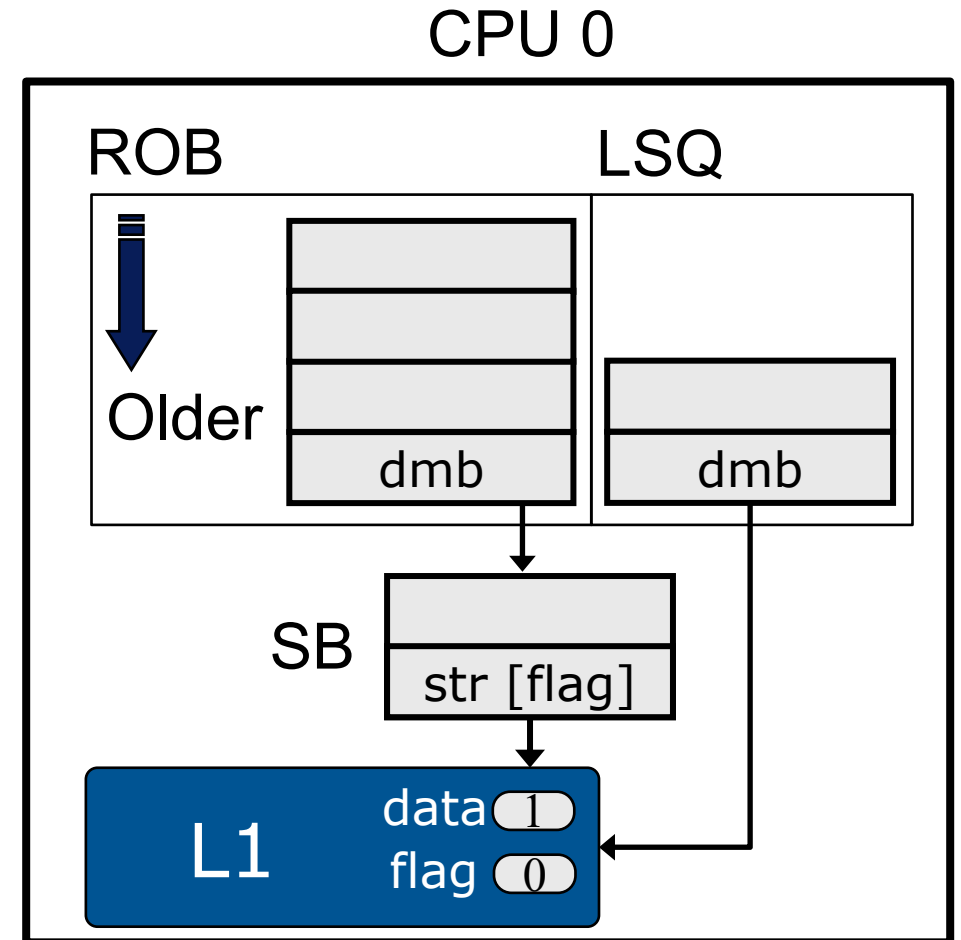 CPU 0
ROB
LSQ
Older
dmb
dmb
SB
str [flag]
L1
data 1
flag 0